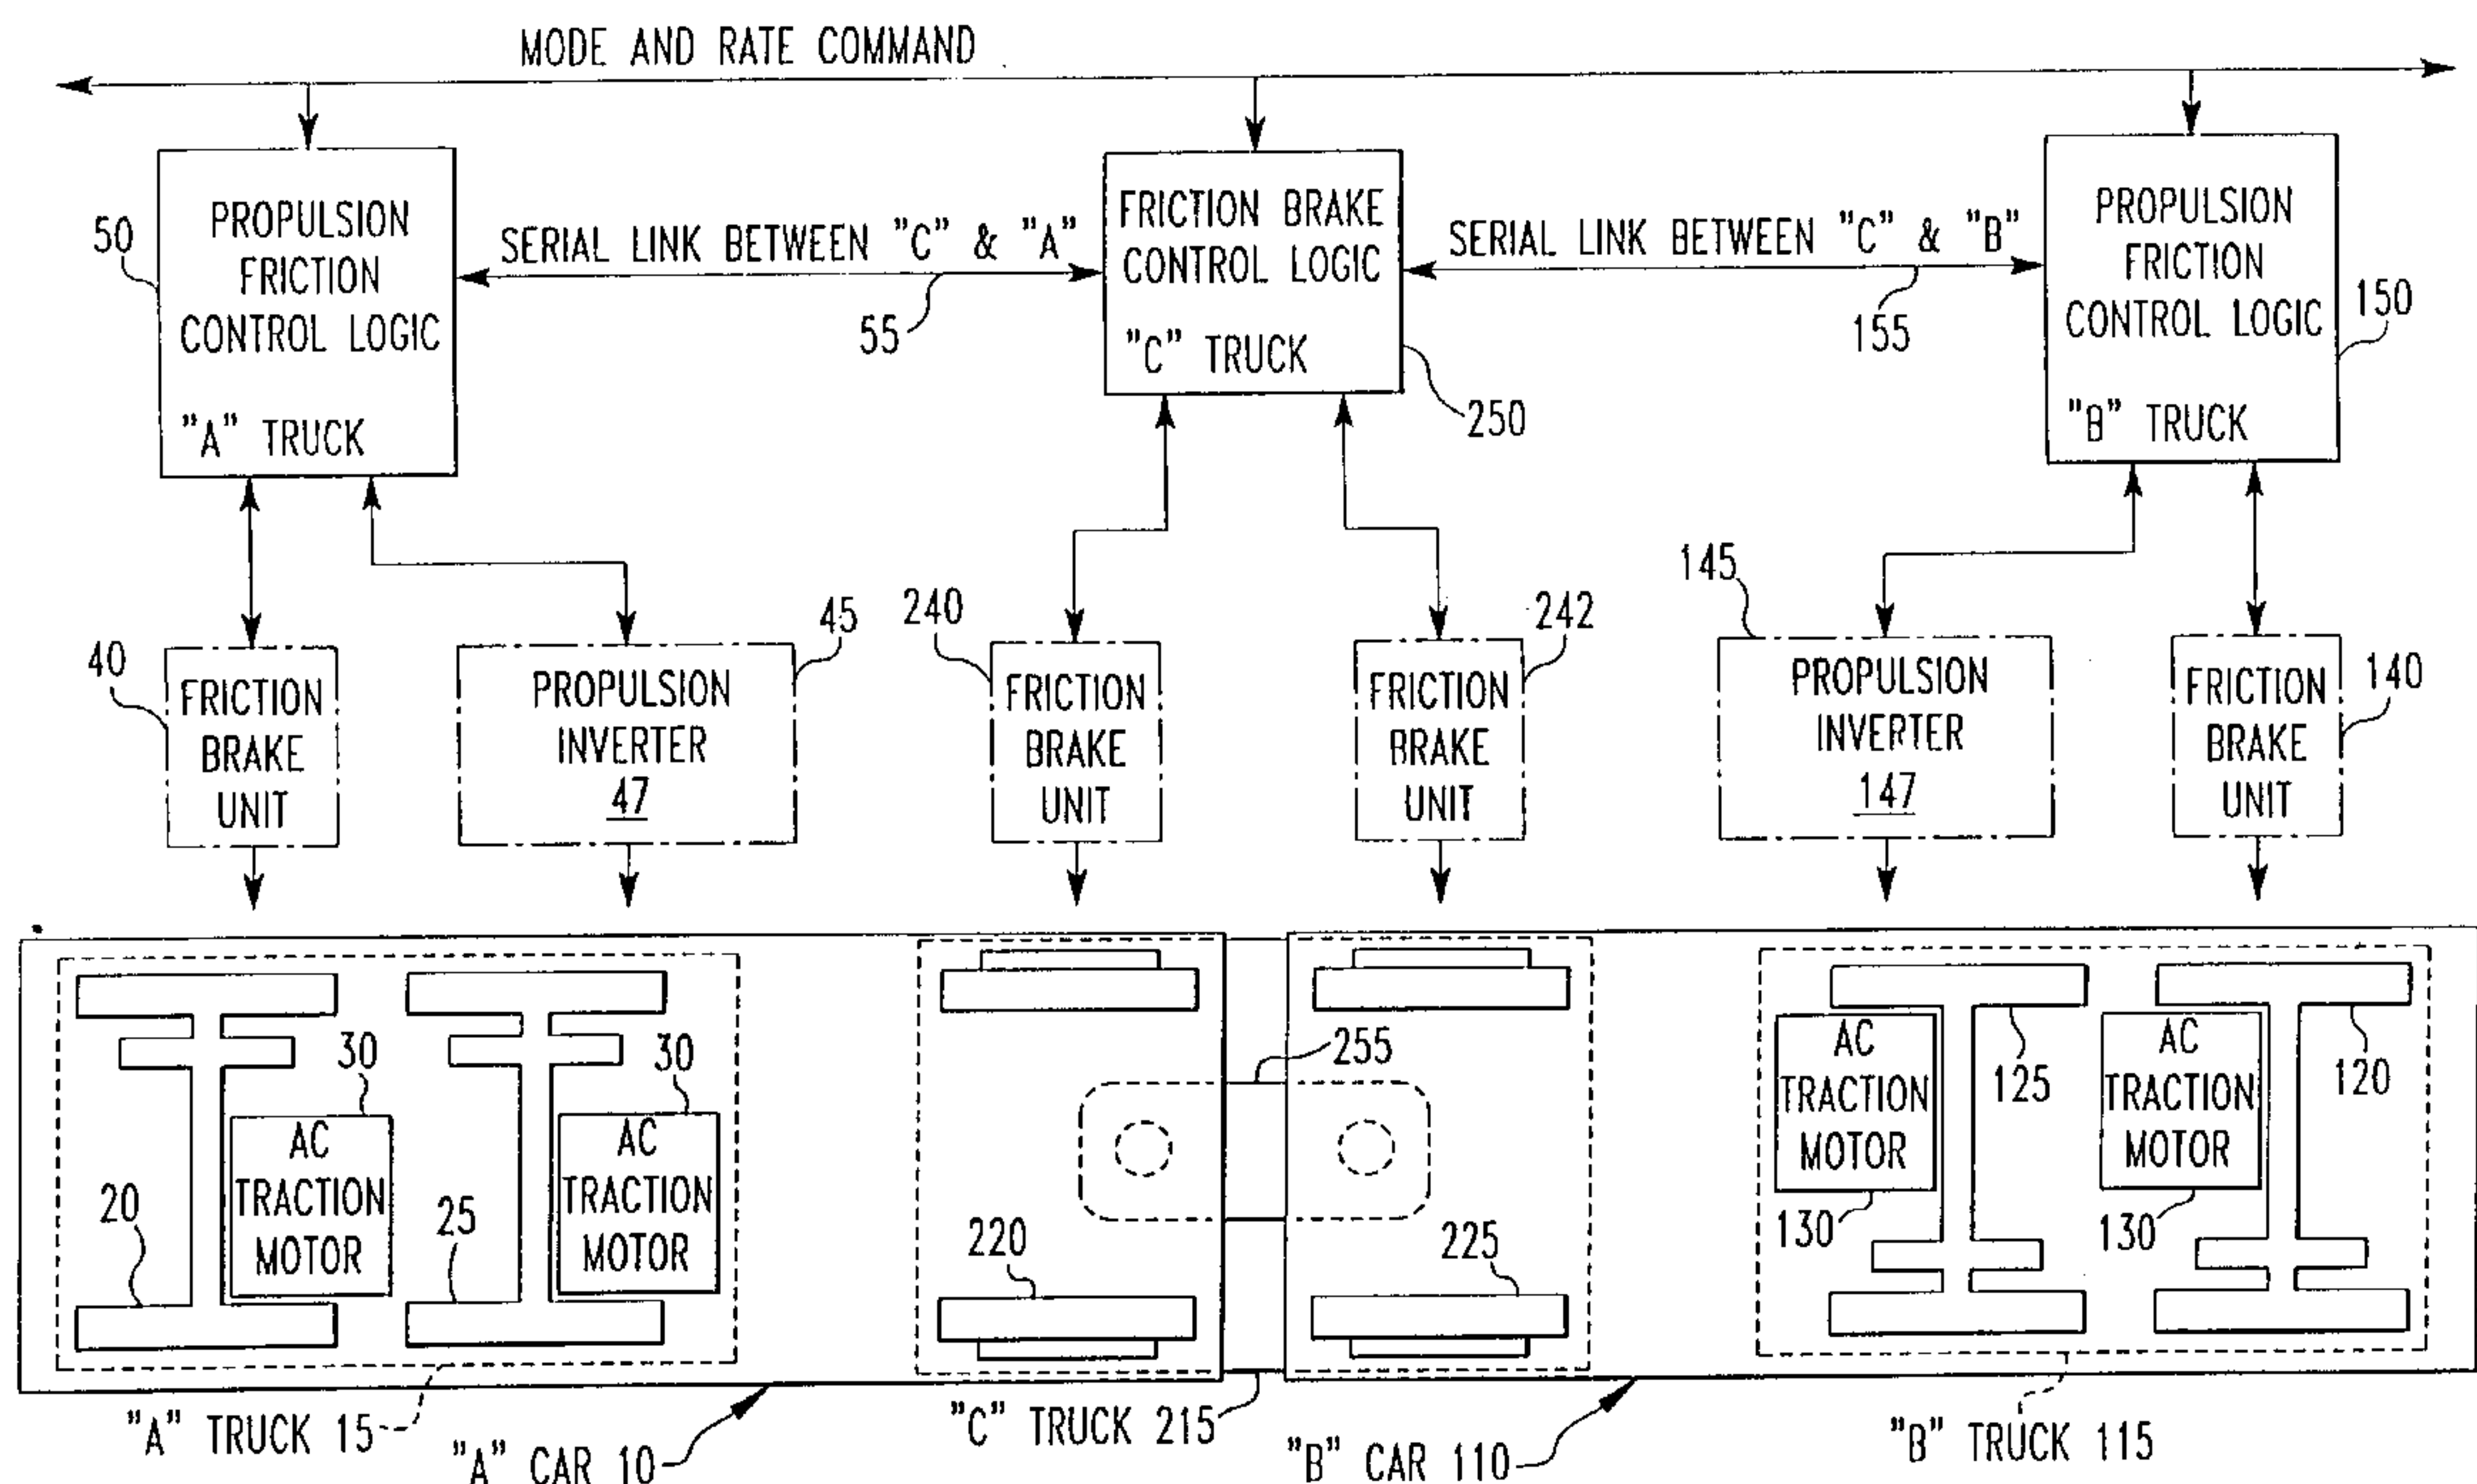 MODE AND RATE COMMAND
50
PROPULSION
FRICTION
CONTROL LOGIC
"A" TRUCK
SERIAL LINK BETWEEN "C" & "A"
55
FRICTION BRAKE
CONTROL LOGIC
"C" TRUCK
250
SERIAL LINK BETWEEN "C" & "B"
155
PROPULSION
FRICTION
CONTROL LOGIC
"B" TRUCK
150
40
FRICTION
BRAKE
UNIT
45
PROPULSION
INVERTER
47
240
FRICTION
BRAKE
UNIT
242
FRICTION
BRAKE
UNIT
145
PROPULSION
INVERTER
147
140
FRICTION
BRAKE
UNIT
20
30
AC
TRACTION
MOTOR
25
30
AC
TRACTION
MOTOR
255
220
225
AC
TRACTION
MOTOR
130
125
AC
TRACTION
MOTOR
130
120
"A" TRUCK 15
"A" CAR 10
"C" TRUCK 215
"B" CAR 110
"B" TRUCK 115